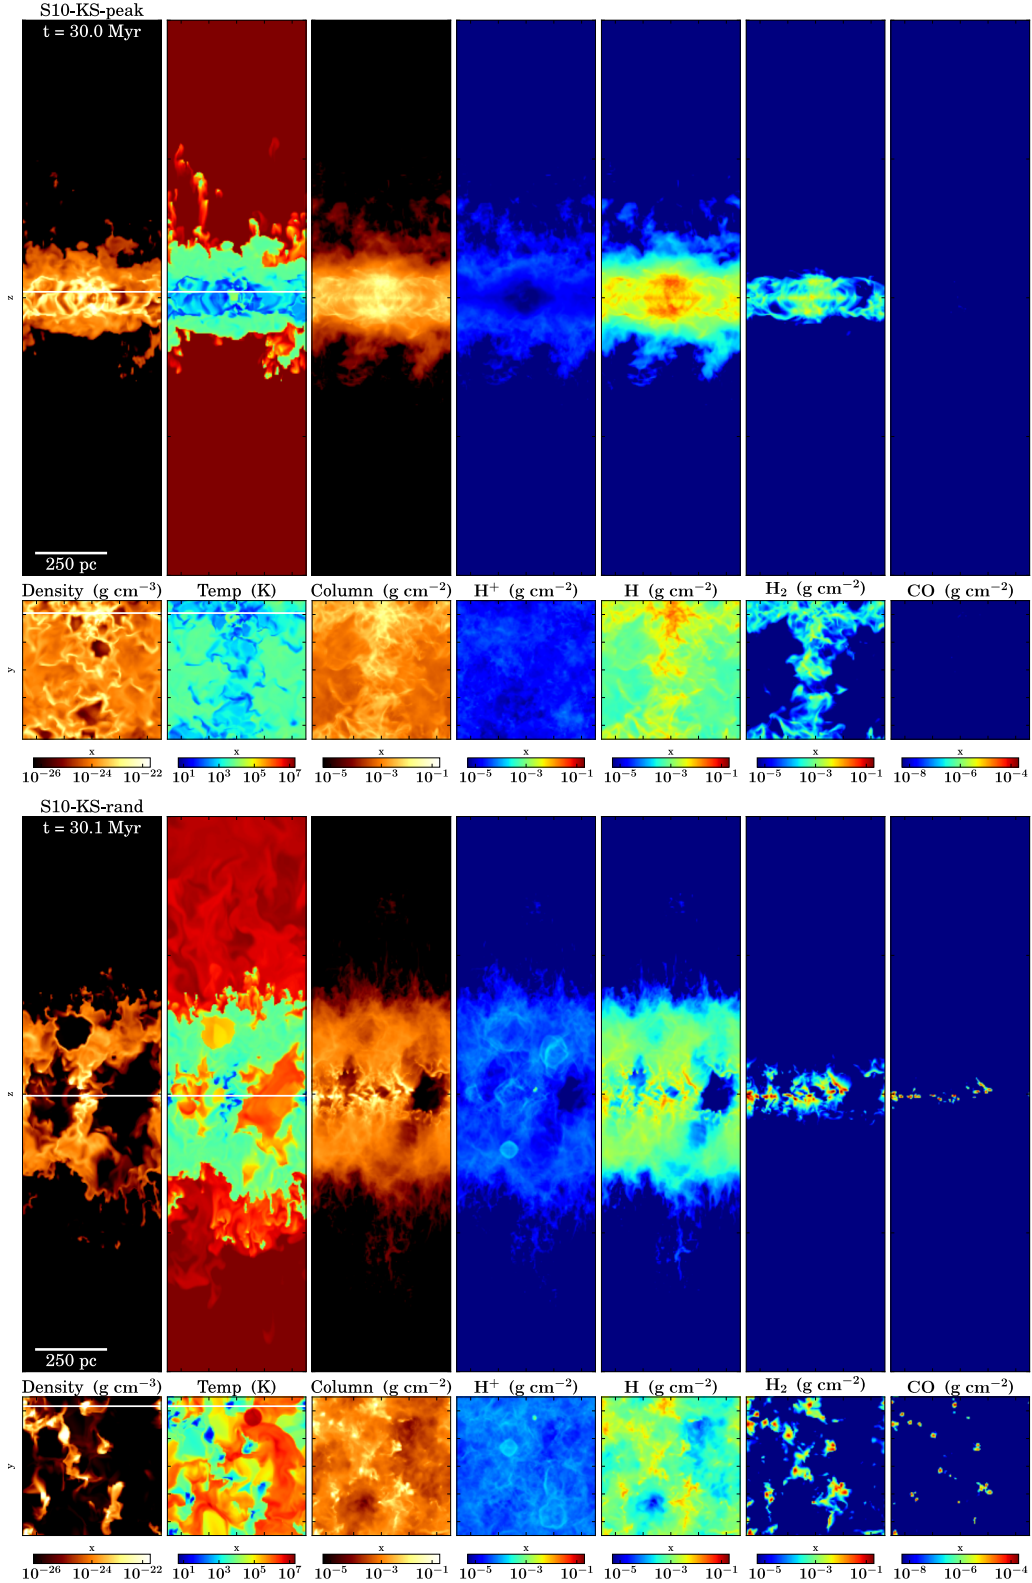 S10-KS-peak
t = 30.0 Myr
z
250 pc
Density (g cm⁻³) Temp (K) Column (g cm⁻²) H⁺ (g cm⁻²) H (g cm⁻²) H₂ (g cm⁻²) CO (g cm⁻²)
y
x x x x x x x
10⁻²⁶ 10⁻²⁴ 10⁻²² 10¹ 10³ 10⁵ 10⁷ 10⁻⁵ 10⁻³ 10⁻¹ 10⁻⁵ 10⁻³ 10⁻¹ 10⁻⁵ 10⁻³ 10⁻¹ 10⁻⁵ 10⁻³ 10⁻¹ 10⁻⁸ 10⁻⁶ 10⁻⁴
S10-KS-rand
t = 30.1 Myr
z
250 pc
Density (g cm⁻³) Temp (K) Column (g cm⁻²) H⁺ (g cm⁻²) H (g cm⁻²) H₂ (g cm⁻²) CO (g cm⁻²)
y
x x x x x x x
10⁻²⁶ 10⁻²⁴ 10⁻²² 10¹ 10³ 10⁵ 10⁷ 10⁻⁵ 10⁻³ 10⁻¹ 10⁻⁵ 10⁻³ 10⁻¹ 10⁻⁵ 10⁻³ 10⁻¹ 10⁻⁵ 10⁻³ 10⁻¹ 10⁻⁸ 10⁻⁶ 10⁻⁴